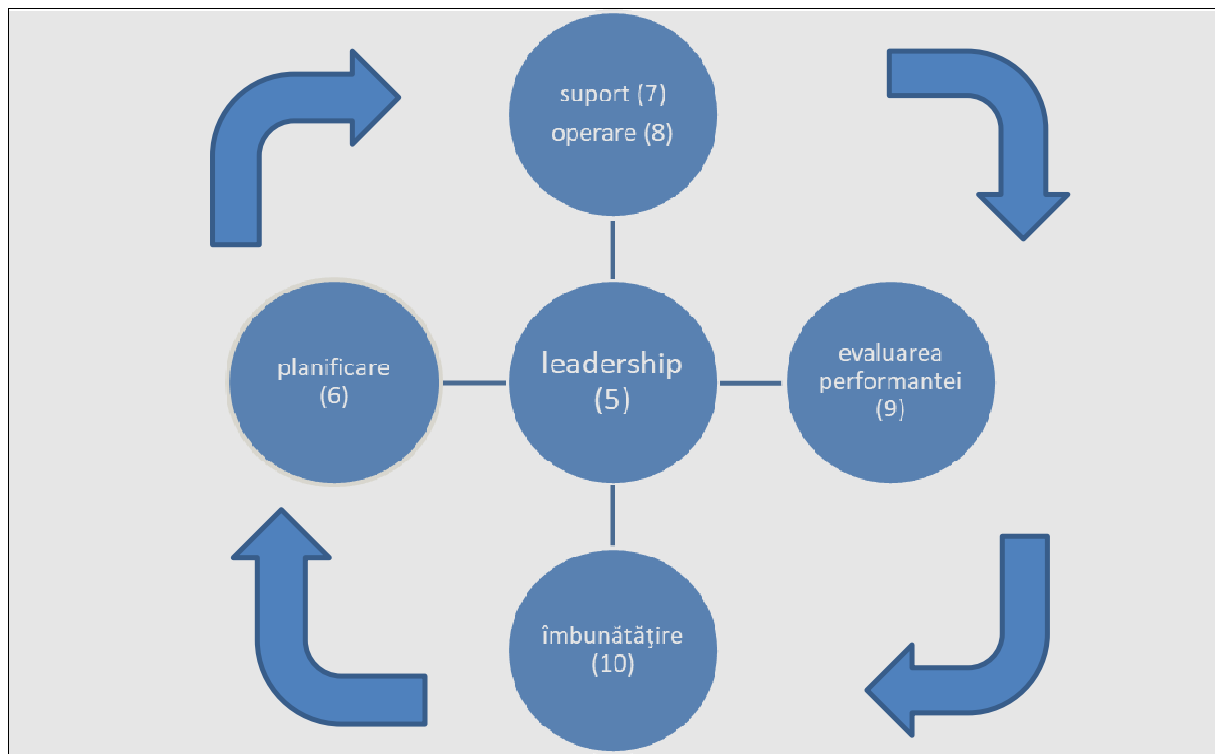 suport (7)
operare (8)
planificare
(6)
leadership
(5)
evaluarea
performantei
(9)
îmbunătăţire
(10)